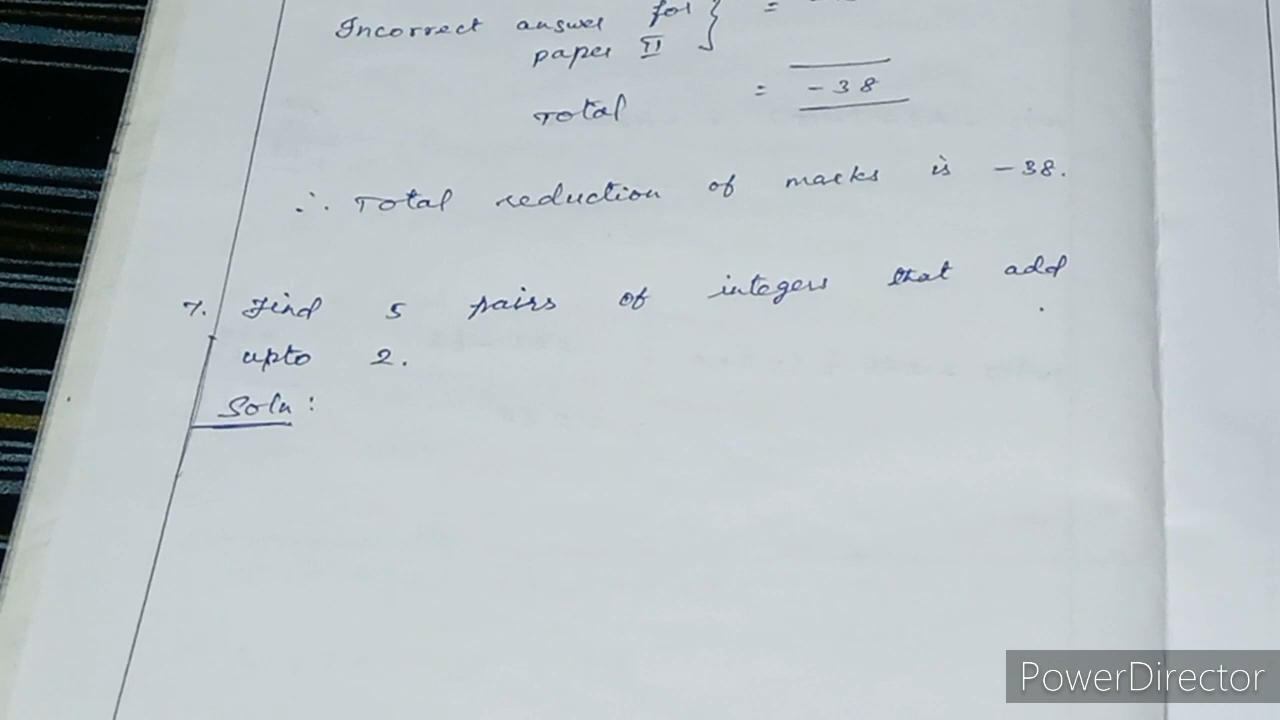 Incorrect answer for } =
paper II
Total = -38
∴ Total reduction of marks is -38.
7. Find 5 pairs of integers that add
upto 2.
Soln:
PowerDirector